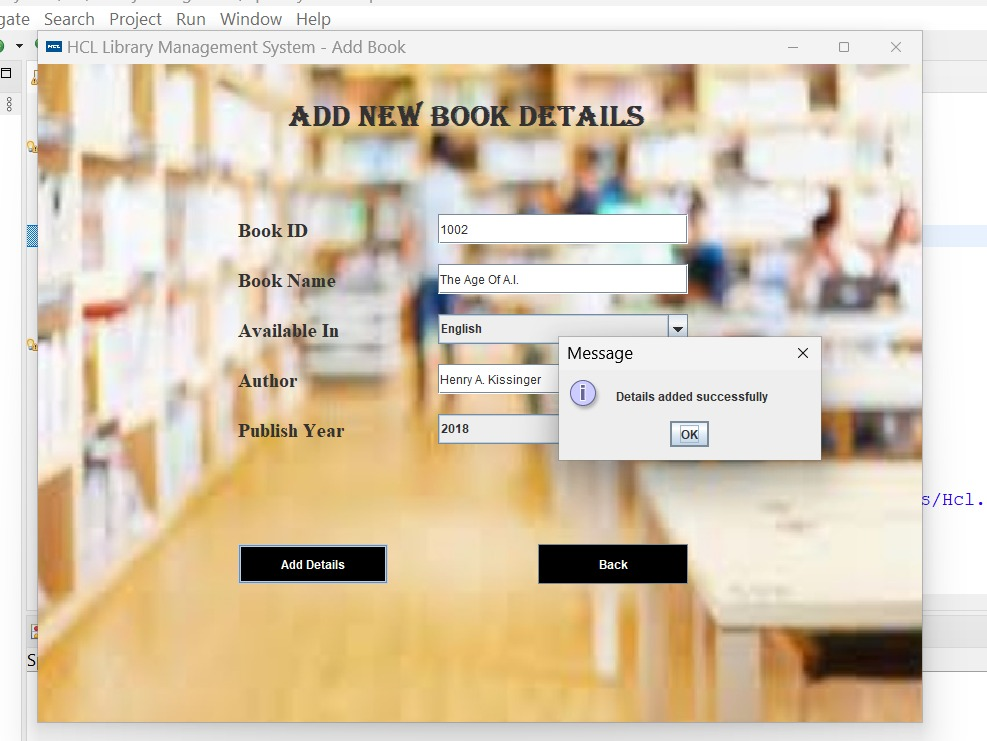 gate Search Project Run Window Help
HCL HCL Library Management System - Add Book
ADD NEW BOOK DETAILS
Book ID 1002
Book Name The Age Of A.I.
Available In English
Message
Author Henry A. Kissinger
Details added successfully
Publish Year 2018
OK
s/Hcl.
Add Details Back
S